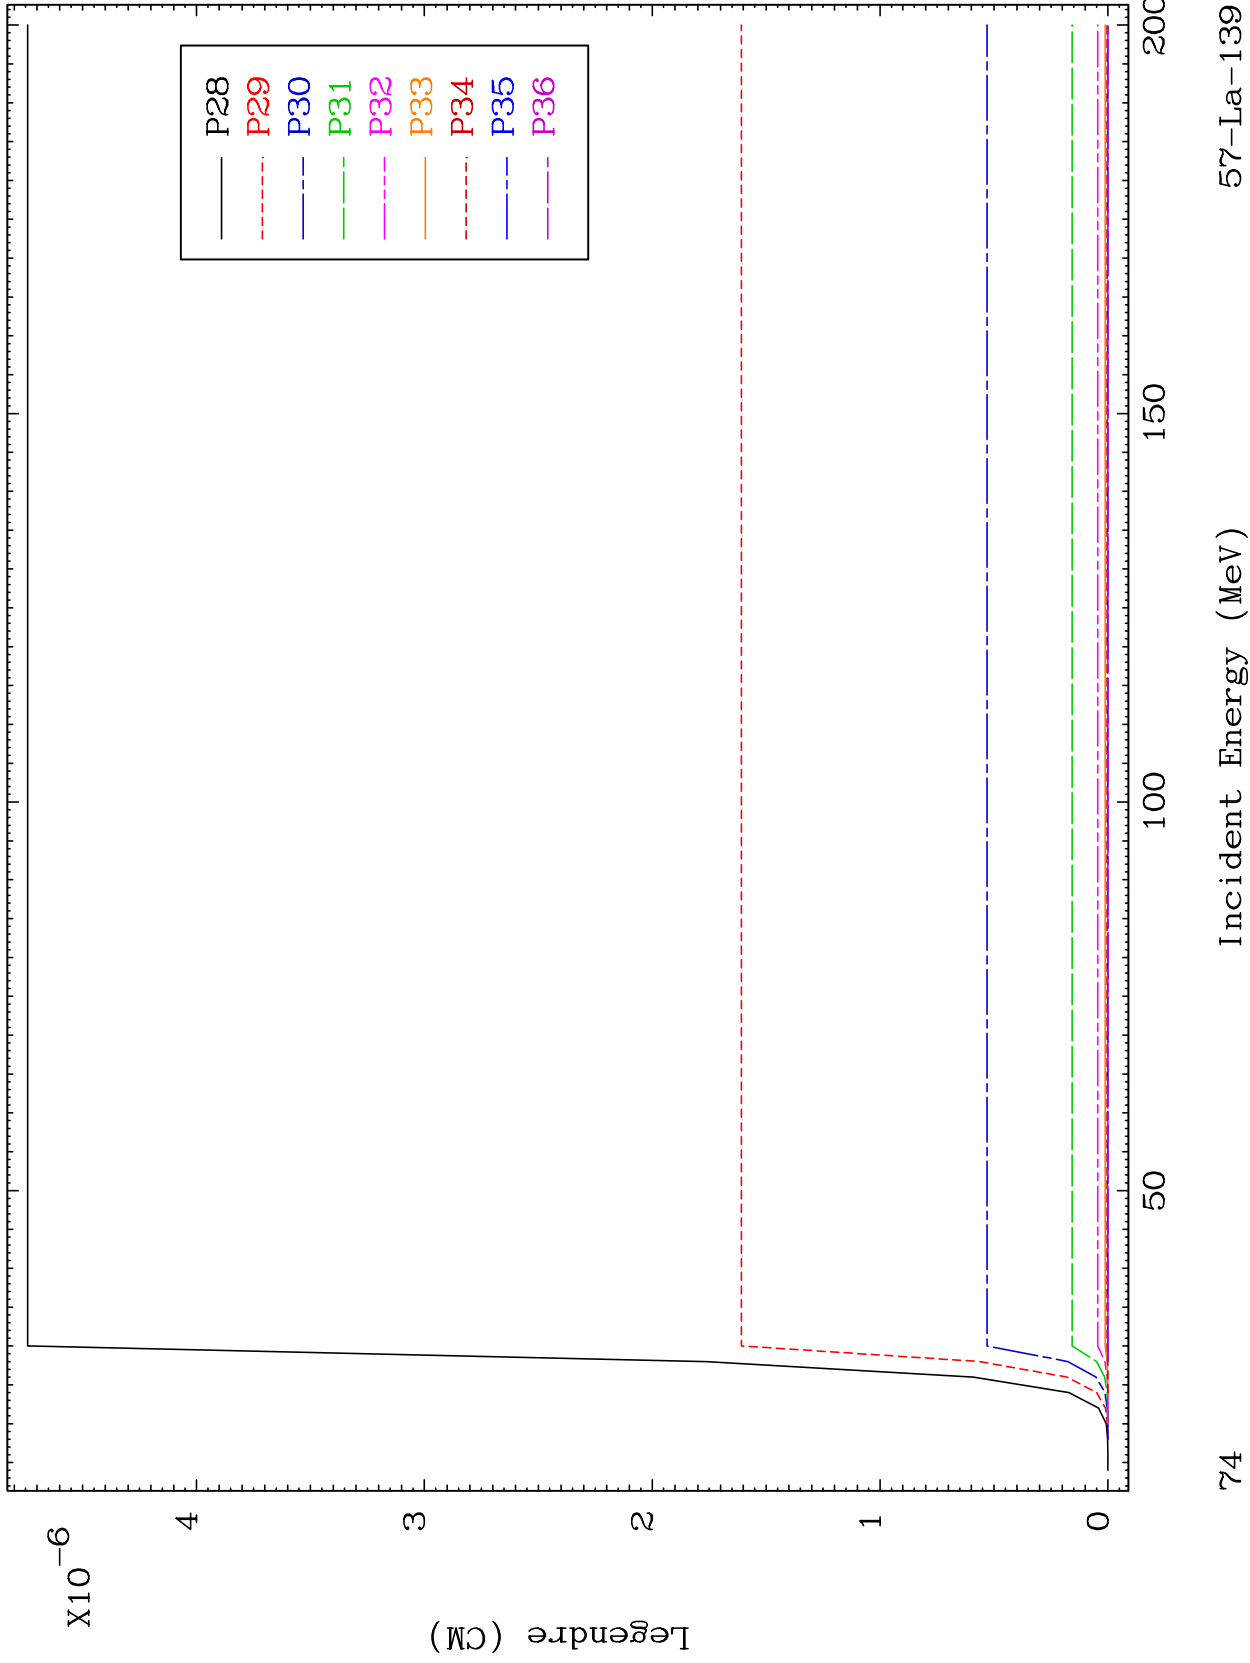 X10-6
4
3
2
1
0
Legendre (CM)
P28
P29
P30
P31
P32
P33
P34
P35
P36
50
100
150
200
Incident Energy (MeV)
74
57-La-139